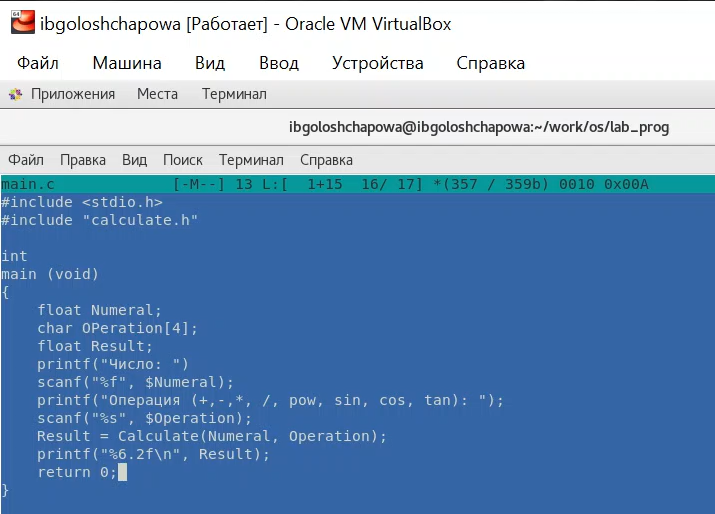 64
ibgoloshchapowa [Работает] - Oracle VM VirtualBox
Файл Машина Вид Ввод Устройства Справка
Приложения Места Терминал
ibgoloshchapowa@ibgoloshchapowa:~/work/os/lab_prog
Файл Правка Вид Поиск Терминал Справка
main.c [-M--] 13 L:[ 1+15 16/ 17] *(357 / 359b) 0010 0x00A
#include <stdio.h>
#include "calculate.h"

int
main (void)
{
    float Numeral;
    char OPeration[4];
    float Result;
    printf("Число: ")
    scanf("%f", $Numeral);
    printf("Операция (+,-,*, /, pow, sin, cos, tan): ");
    scanf("%s", $Operation);
    Result = Calculate(Numeral, Operation);
    printf("%6.2f\n", Result);
    return 0;
}